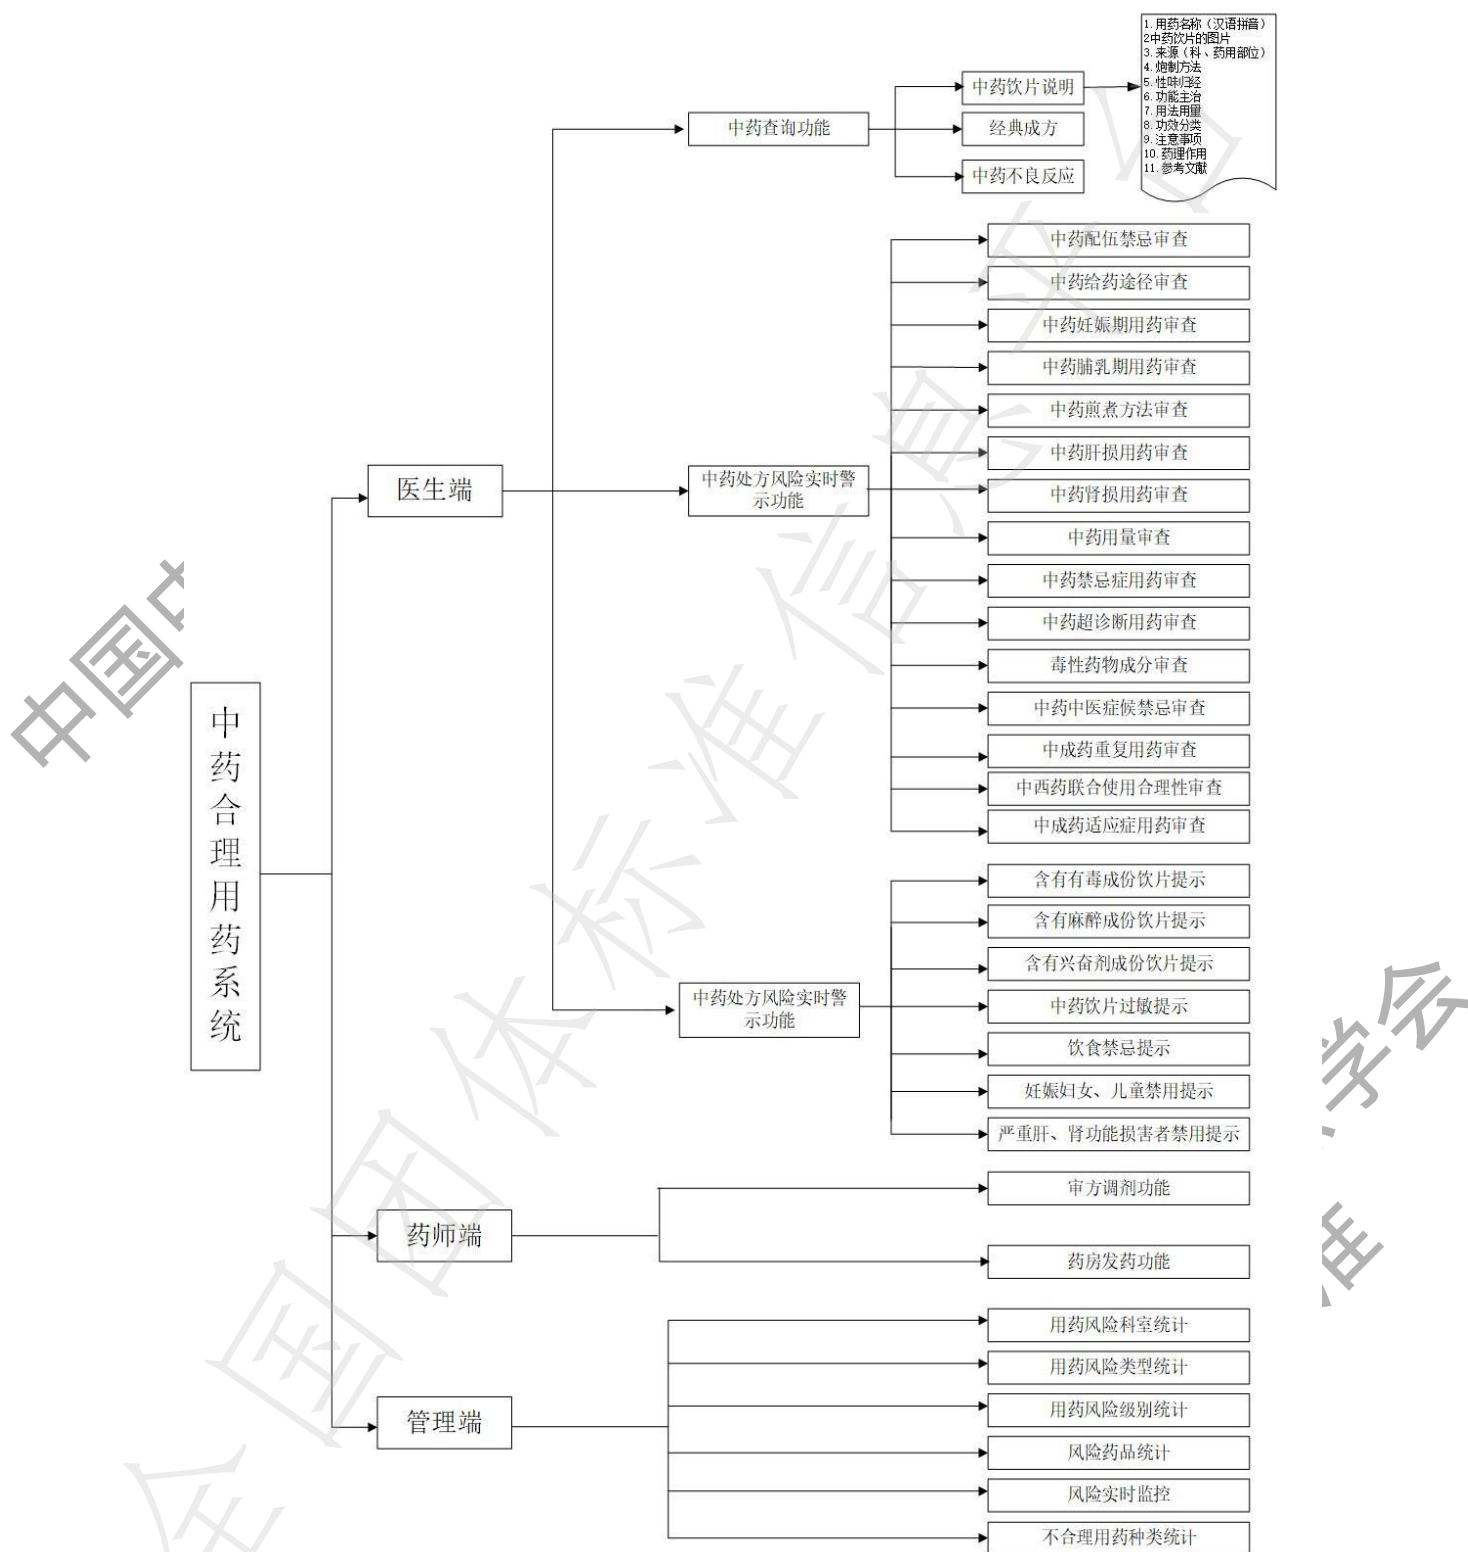 1. 用药名称（汉语拼音）
2中药饮片的图片
3. 来源（科、药用部位）
4. 炮制方法
5. 性味归经
6. 功能主治
7. 用法用量
8. 功效分类
9. 注意事项
10. 药理作用
11. 参考文献
中药饮片说明
中药查询功能
经典成方
中药不良反应
中药配伍禁忌审查
中药给药途径审查
中药妊娠期用药审查
中药脯乳期用药审查
中药煎煮方法审查
中药肝损用药审查
医生端
中药处方风险实时警
示功能
中药肾损用药审查
中药用量审查
中药禁忌症用药审查
中药超诊断用药审查
毒性药物成分审查
中药中医症候禁忌审查
中成药重复用药审查
中西药联合使用合理性审查
中成药适应症用药审查
中药合理用药系统
含有有毒成份饮片提示
含有麻醉成份饮片提示
含有兴奋剂成份饮片提示
中药处方风险实时警
示功能
中药饮片过敏提示
饮食禁忌提示
妊娠妇女、儿童禁用提示
严重肝、肾功能损害者禁用提示
药师端
审方调剂功能
药房发药功能
管理端
用药风险科室统计
用药风险类型统计
用药风险级别统计
风险药品统计
风险实时监控
不合理用药种类统计
全国团体标准信息平台
中国中
学会
准